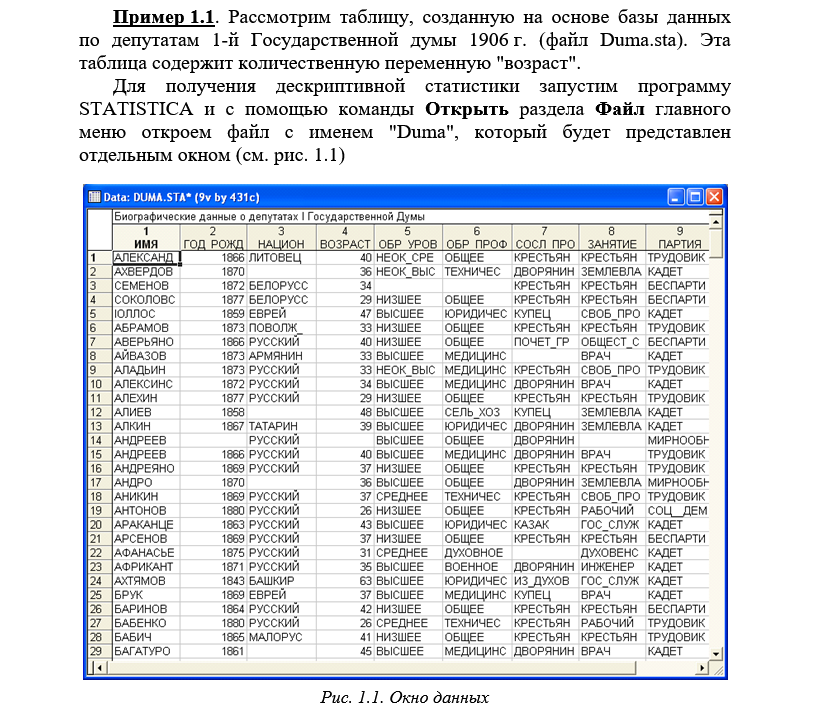 Пример 1.1. Рассмотрим таблицу, созданную на основе базы данных
по депутатам 1-й Государственной думы 1906 г. (файл Duma.sta). Эта
таблица содержит количественную переменную "возраст".
Для получения дескриптивной статистики запустим программу
STATISTICA и с помощью команды Открыть раздела Файл главного
меню откроем файл с именем "Duma", который будет представлен
отдельным окном (см. рис. 1.1)
Data: DUMA.STA* (9v by 431c)
Биографические данные о депутатах I Государственной Думы
1 2 3 4 5 6 7 8 9
ИМЯ ГОД_РОЖД НАЦИОН ВОЗРАСТ ОБР_УРОВ ОБР_ПРОФ СОСЛ_ПРО ЗАНЯТИЕ ПАРТИЯ
1 АЛЕКСАНД 1866 ЛИТОВЕЦ 40 НЕОК_СРЕ ОБЩЕЕ КРЕСТЬЯН КРЕСТЬЯН ТРУДОВИК
2 АХВЕРДОВ 1870 36 НЕОК_ВЫС ТЕХНИЧЕС ДВОРЯНИН ЗЕМЛЕВЛА КАДЕТ
3 СЕМЕНОВ 1872 БЕЛОРУСС 34 КРЕСТЬЯН КРЕСТЬЯН БЕСПАРТИ
4 СОКОЛОВС 1877 БЕЛОРУСС 29 НИЗШЕЕ ОБЩЕЕ КРЕСТЬЯН КРЕСТЬЯН БЕСПАРТИ
5 ІОЛЛОС 1859 ЕВРЕЙ 47 ВЫСШЕЕ ЮРИДИЧЕС КУПЕЦ СВОБ_ПРО КАДЕТ
6 АБРАМОВ 1873 ПОВОЛЖ_ 33 НИЗШЕЕ ОБЩЕЕ КРЕСТЬЯН КРЕСТЬЯН ТРУДОВИК
7 АВЕРЬЯНО 1866 РУССКИЙ 40 НИЗШЕЕ ОБЩЕЕ ПОЧЕТ_ГР ОБЩЕСТ_С БЕСПАРТИ
8 АЙВАЗОВ 1873 АРМЯНИН 33 ВЫСШЕЕ МЕДИЦИНС ВРАЧ КАДЕТ
9 АЛАДЬИН 1873 РУССКИЙ 33 НЕОК_ВЫС МЕДИЦИНС КРЕСТЬЯН СВОБ_ПРО ТРУДОВИК
10 АЛЕКСИНС 1872 РУССКИЙ 34 ВЫСШЕЕ МЕДИЦИНС ДВОРЯНИН ВРАЧ КАДЕТ
11 АЛЕХИН 1877 РУССКИЙ 29 НИЗШЕЕ ОБЩЕЕ КРЕСТЬЯН КРЕСТЬЯН ТРУДОВИК
12 АЛИЕВ 1858 48 ВЫСШЕЕ СЕЛЬ_ХОЗ КУПЕЦ ЗЕМЛЕВЛА КАДЕТ
13 АЛКИН 1867 ТАТАРИН 39 ВЫСШЕЕ ЮРИДИЧЕС ДВОРЯНИН ЗЕМЛЕВЛА КАДЕТ
14 АНДРЕЕВ РУССКИЙ ВЫСШЕЕ ОБЩЕЕ ДВОРЯНИН МИРНООБН
15 АНДРЕЕВ 1866 РУССКИЙ 40 ВЫСШЕЕ МЕДИЦИНС ДВОРЯНИН ВРАЧ ТРУДОВИК
16 АНДРЕЯНО 1869 РУССКИЙ 37 НИЗШЕЕ ОБЩЕЕ КРЕСТЬЯН КРЕСТЬЯН ТРУДОВИК
17 АНДРО 1870 36 ВЫСШЕЕ ОБЩЕЕ ДВОРЯНИН ЗЕМЛЕВЛА МИРНООБН
18 АНИКИН 1869 РУССКИЙ 37 СРЕДНЕЕ ТЕХНИЧЕС КРЕСТЬЯН СВОБ_ПРО ТРУДОВИК
19 АНТОНОВ 1880 РУССКИЙ 26 НИЗШЕЕ ОБЩЕЕ КРЕСТЬЯН РАБОЧИЙ СОЦ__ДЕМ
20 АРАКАНЦЕ 1863 РУССКИЙ 43 ВЫСШЕЕ ЮРИДИЧЕС КАЗАК ГОС_СЛУЖ КАДЕТ
21 АРСЕНОВ 1869 РУССКИЙ 37 НИЗШЕЕ ОБЩЕЕ КРЕСТЬЯН КРЕСТЬЯН БЕСПАРТИ
22 АФАНАСЬЕ 1875 РУССКИЙ 31 СРЕДНЕЕ ДУХОВНОЕ ДУХОВЕНС КАДЕТ
23 АФРИКАНТ 1871 РУССКИЙ 35 ВЫСШЕЕ ВОЕННОЕ ДВОРЯНИН ИНЖЕНЕР КАДЕТ
24 АХТЯМОВ 1843 БАШКИР 63 ВЫСШЕЕ ЮРИДИЧЕС ИЗ_ДУХОВ ГОС_СЛУЖ КАДЕТ
25 БРУК 1869 ЕВРЕЙ 37 ВЫСШЕЕ МЕДИЦИНС КУПЕЦ ВРАЧ КАДЕТ
26 БАРИНОВ 1864 РУССКИЙ 42 НИЗШЕЕ ОБЩЕЕ КРЕСТЬЯН КРЕСТЬЯН БЕСПАРТИ
27 БАБЕНКО 1880 РУССКИЙ 26 СРЕДНЕЕ ТЕХНИЧЕС КРЕСТЬЯН РАБОЧИЙ ТРУДОВИК
28 БАБИЧ 1865 МАЛОРУС 41 НИЗШЕЕ ОБЩЕЕ КРЕСТЬЯН КРЕСТЬЯН ТРУДОВИК
29 БАГАТУРО 1861 45 ВЫСШЕЕ МЕДИЦИНС ДВОРЯНИН ВРАЧ КАДЕТ
Рис. 1.1. Окно данных